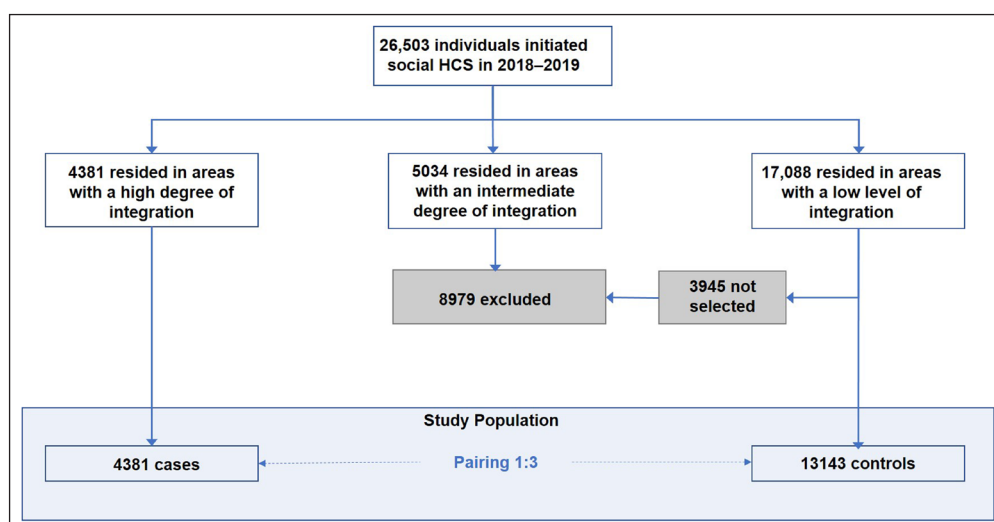 26,503 individuals initiated
social HCS in 2018–2019
4381 resided in areas
with a high degree of
integration
5034 resided in areas
with an intermediate
degree of integration
17,088 resided in areas
with a low level of
integration
8979 excluded
3945 not
selected
Study Population
4381 cases
Pairing 1:3
13143 controls